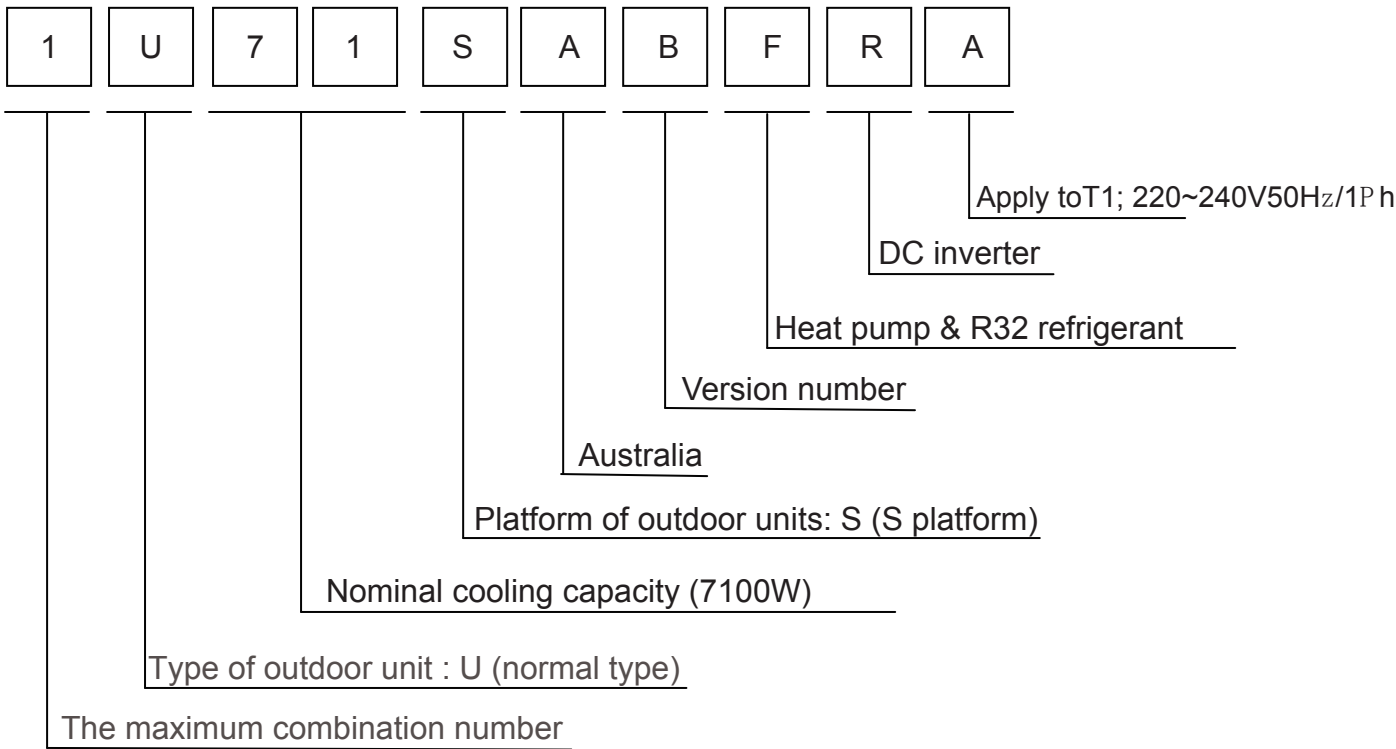 1 U 7 1 S A B F R A
Apply toT1; 220~240V50Hz/1Ph
DC inverter
Heat pump & R32 refrigerant
Version number
Australia
Platform of outdoor units: S (S platform)
Nominal cooling capacity (7100W)
Type of outdoor unit : U (normal type)
The maximum combination number